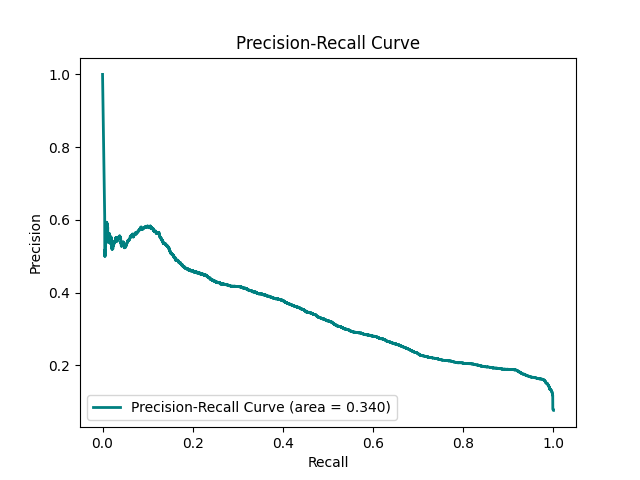 Precision-Recall Curve
1.0
0.8
0.6
0.4
0.2
Precision
Precision-Recall Curve (area = 0.340)
0.0 0.2 0.4 0.6 0.8 1.0
Recall